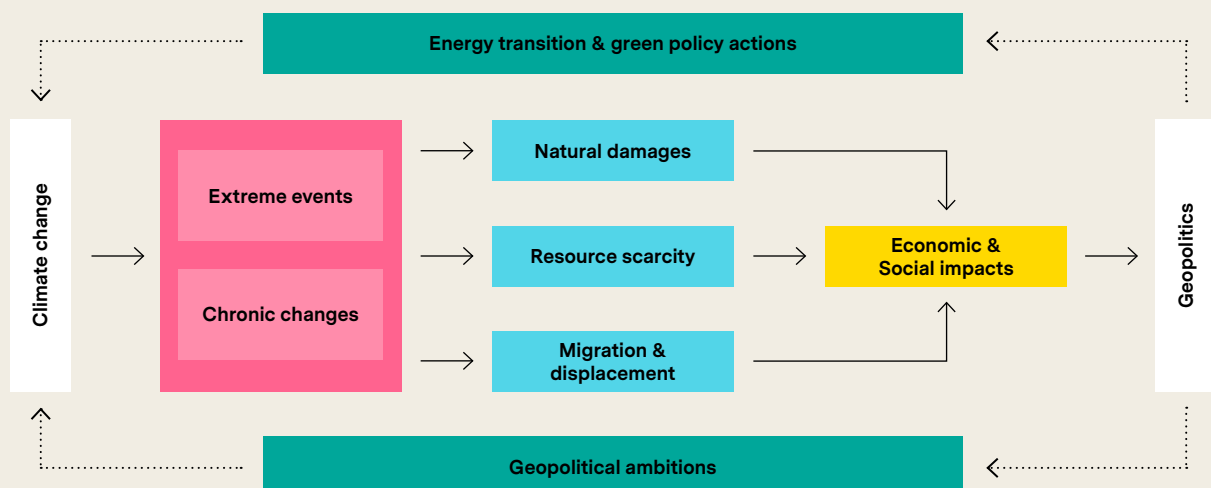 Energy transition & green policy actions
Climate change
Extreme events
Chronic changes
Natural damages
Resource scarcity
Migration &
displacement
Economic &
Social impacts
Geopolitics
Geopolitical ambitions